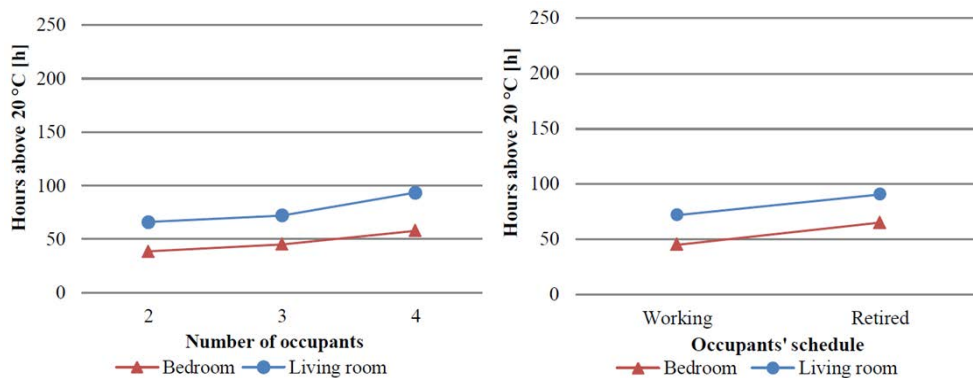 Hours above 20 °C [h]
250
200
150
100
50
0
2 3 4
Number of occupants
Bedroom Living room
Hours above 20 °C [h]
250
200
150
100
50
0
Working Retired
Occupants' schedule
Bedroom Living room